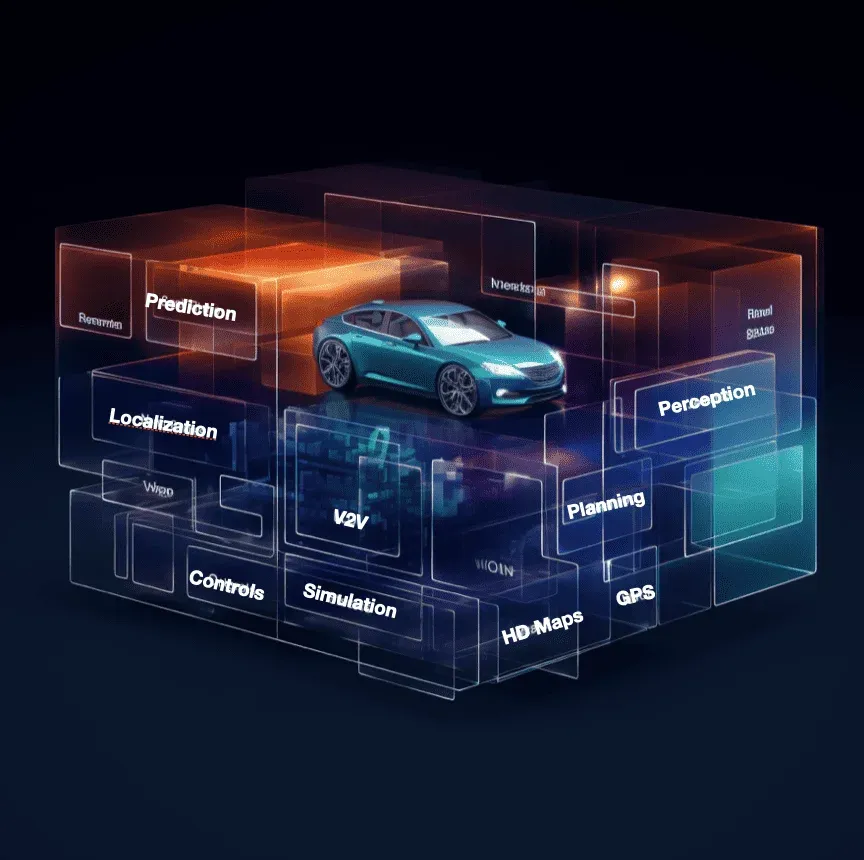 Prediction
Localization
Perception
Planning
V2V
Controls
Simulation
GPS
HD Maps